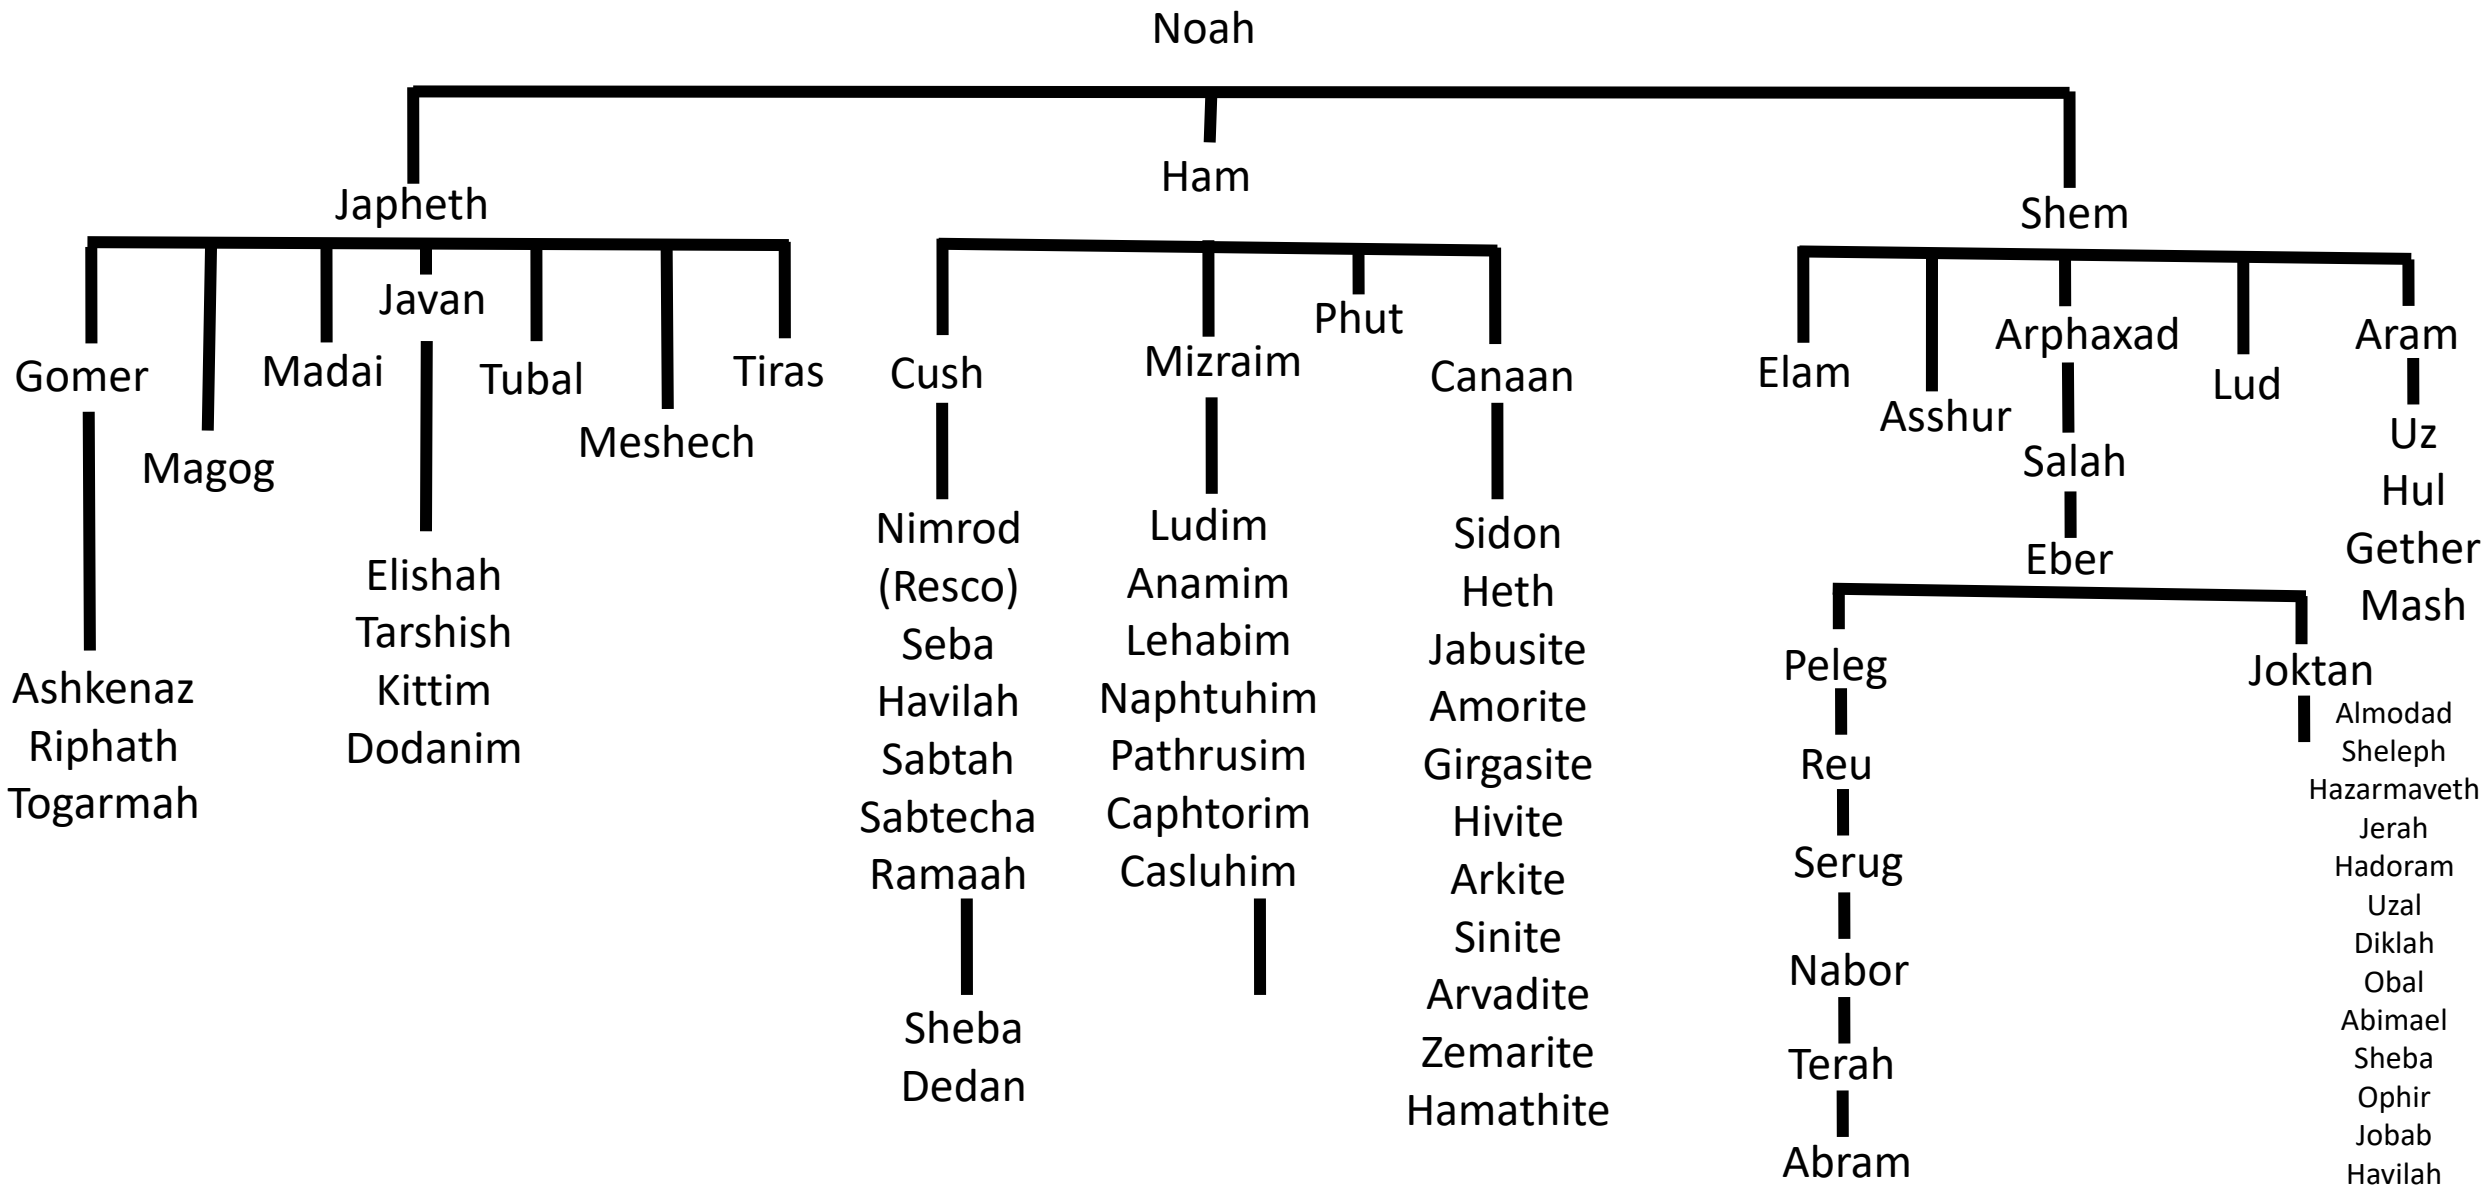 Noah
Japheth
Ham
Shem
Gomer
Magog
Madai
Javan
Tubal
Meshech
Tiras
Ashkenaz
Riphath
Togarmah
Elishah
Tarshish
Kittim
Dodanim
Cush
Mizraim
Phut
Canaan
Nimrod
(Resco)
Seba
Havilah
Sabtah
Sabtecha
Ramaah
Sheba
Dedan
Ludim
Anamim
Lehabim
Naphtuhim
Pathrusim
Caphtorim
Casluhim
Sidon
Heth
Jabusite
Amorite
Girgasite
Hivite
Arkite
Sinite
Arvadite
Zemarite
Hamathite
Elam
Asshur
Arphaxad
Lud
Aram
Salah
Eber
Uz
Hul
Gether
Mash
Peleg
Reu
Serug
Nabor
Terah
Abram
Joktan
Almodad
Sheleph
Hazarmaveth
Jerah
Hadoram
Uzal
Diklah
Obal
Abimael
Sheba
Ophir
Jobab
Havilah